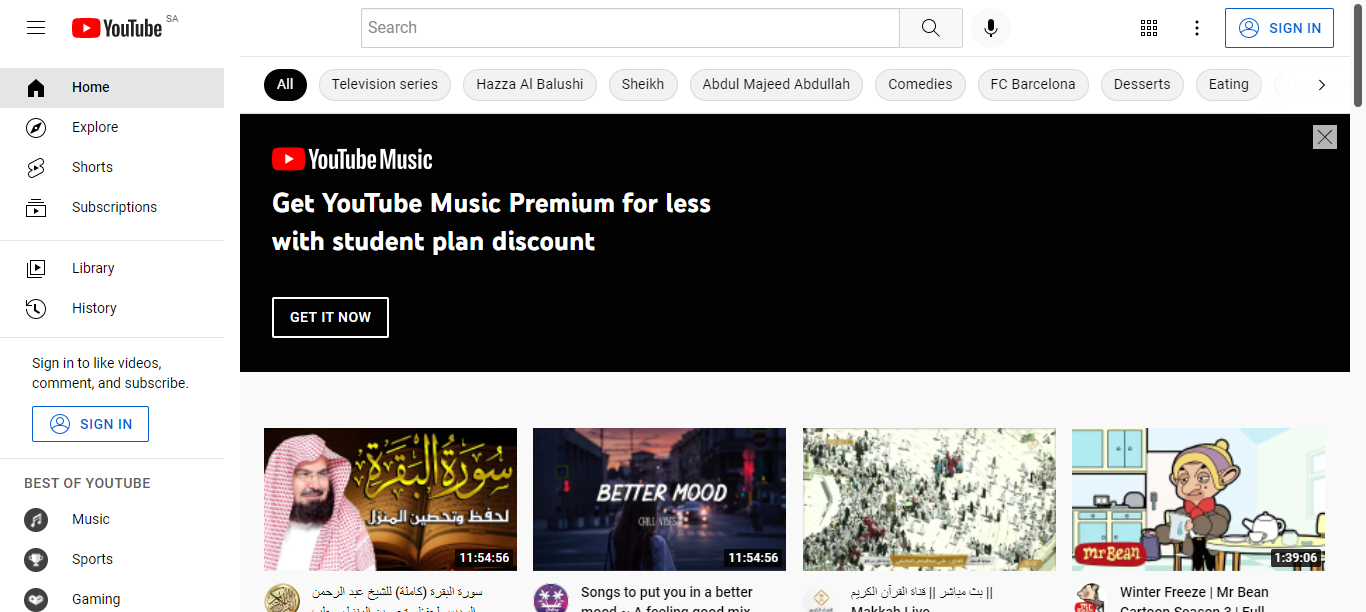 YouTube SA
Search
SIGN IN
Home
Explore
Shorts
Subscriptions
Library
History
Sign in to like videos,
comment, and subscribe.
SIGN IN
BEST OF YOUTUBE
Music
Sports
Gaming
All
Television series
Hazza Al Balushi
Sheikh
Abdul Majeed Abdullah
Comedies
FC Barcelona
Desserts
Eating
YouTube Music
Get YouTube Music Premium for less
with student plan discount
GET IT NOW
سورة البقرة
لحفظ وتحصين المنزل
11:54:56
سورة البقرة (كاملة) للشيخ عبد الرحمن
BETTER MOOD
CHILL VIBES
11:54:56
Songs to put you in a better
mood ~ A feeling good mix
بث مباشر || قناة القرآن الكريم ||
Makkah Live
Mr Bean
1:39:06
Winter Freeze | Mr Bean
Cartoon Season 3 | Full